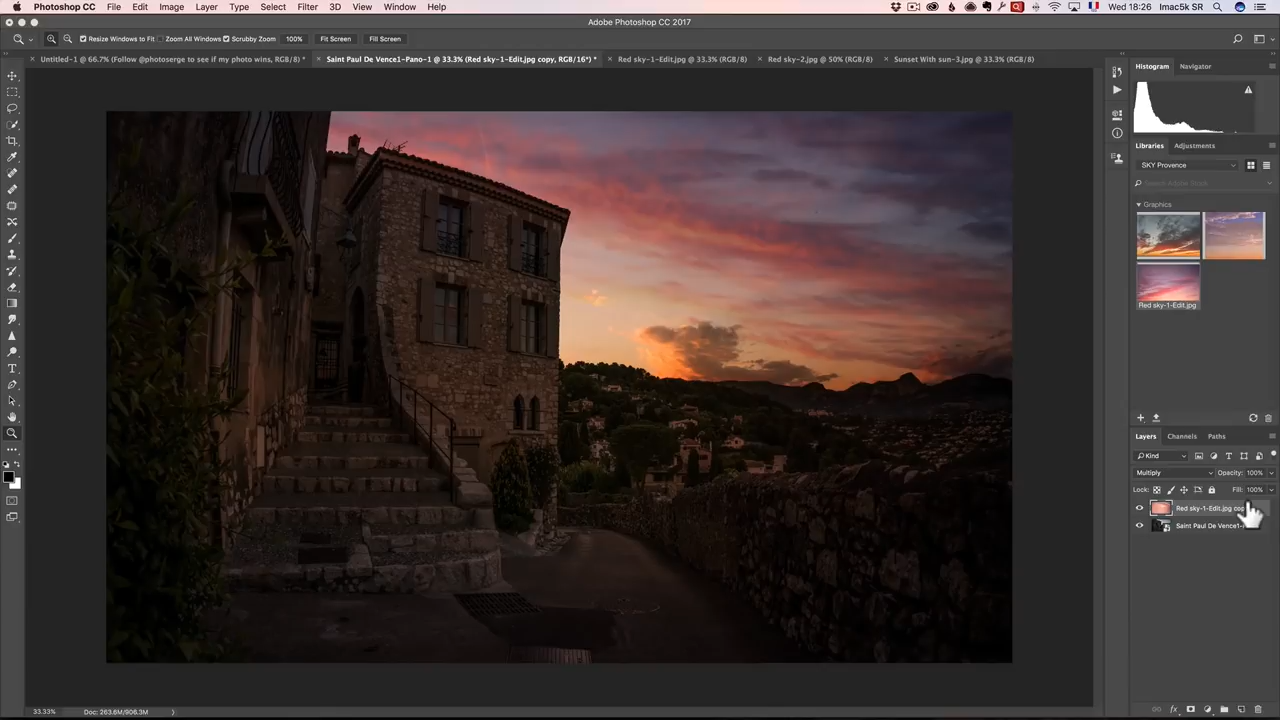 Photoshop CC File Edit Image Layer Type Select Filter 3D View Window Help Wed 18:26 Imac5k SR
Adobe Photoshop CC 2017
Resize Windows to Fit Zoom All Windows Scrubby Zoom 100% Fit Screen Fill Screen
Untitled-1 @ 66.7% (Follow @photoserge to see if my photo wins, RGB/8) * Saint Paul De Vence1-Pano-1 @ 33.3% (Red sky-1-Edit.jpg copy, RGB/16*) * Red sky-1-Edit.jpg @ 33.3% (RGB/8) Red sky-2.jpg @ 50% (RGB/8) Sunset With sun-3.jpg @ 33.3% (RGB/8)
Histogram Navigator
Libraries Adjustments
SKY Provence
Search Adobe Stock
Graphics
Red sky-1-Edit.jpg
Layers Channels Paths
Kind
Multiply Opacity: 100%
Lock: Fill: 100%
Red sky-1-Edit.jpg cop
Saint Paul De Vence1-
33.33% Doc: 263.6M/906.3M